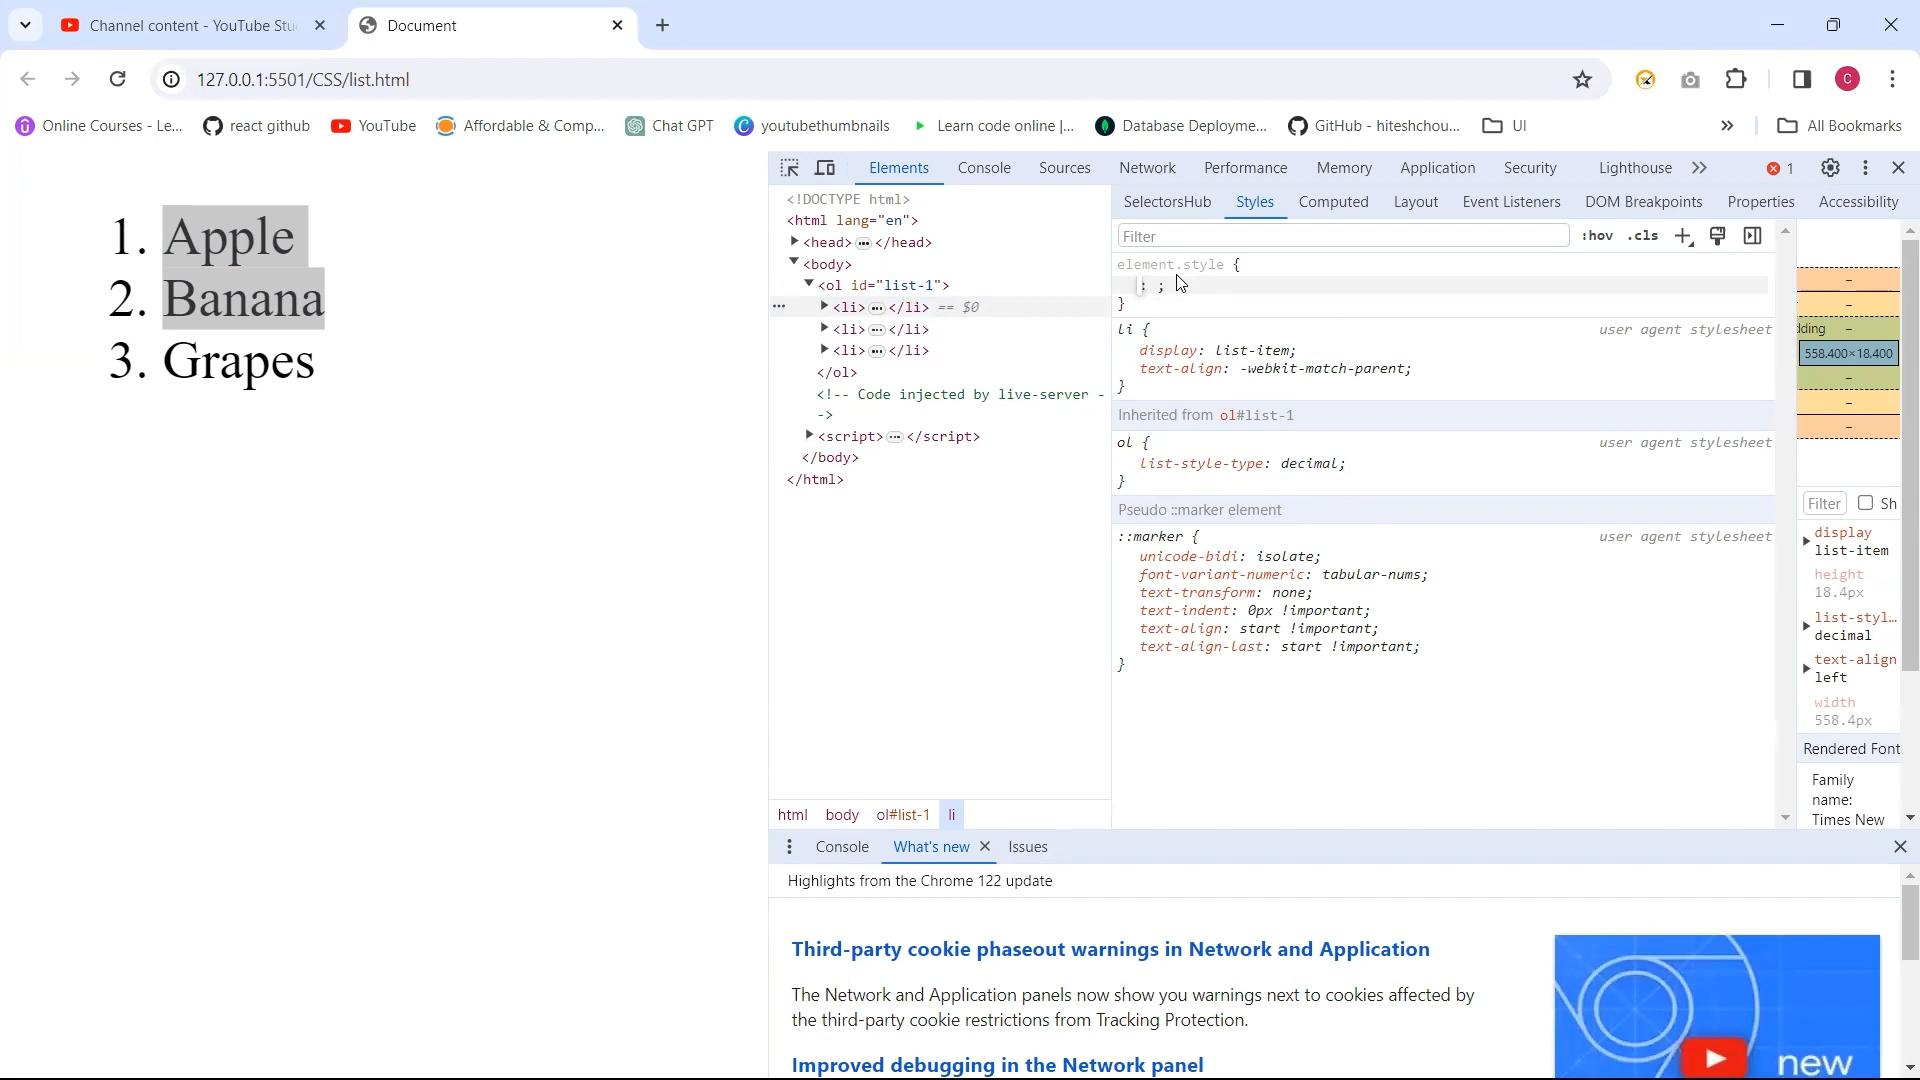 Channel content - YouTube Stu
Document
127.0.0.1:5501/CSS/list.html
C
Online Courses - Le... react github YouTube Affordable & Comp... Chat GPT youtubethumbnails Learn code online |... Database Deployme... GitHub - hiteshchou... UI » All Bookmarks
Elements Console Sources Network Performance Memory Application Security Lighthouse » 1
SelectorsHub Styles Computed Layout Event Listeners DOM Breakpoints Properties Accessibility
1. Apple
2. Banana
3. Grapes
<!DOCTYPE html>
<html lang="en">
<head> ... </head>
<body>
<ol id="list-1">
... <li> ... </li> == $0
<li> ... </li>
<li> ... </li>
</ol>
<!-- Code injected by live-server -
->
<script> ... </script>
</body>
</html>
html body ol#list-1 li
Filter :hov .cls
element.style {
: ;
}
li { user agent stylesheet
display: list-item;
text-align: -webkit-match-parent;
}
Inherited from ol#list-1
ol { user agent stylesheet
list-style-type: decimal;
}
Pseudo ::marker element
::marker { user agent stylesheet
unicode-bidi: isolate;
font-variant-numeric: tabular-nums;
text-transform: none;
text-indent: 0px !important;
text-align: start !important;
text-align-last: start !important;
}
–
–
dding –
558.400×18.400
–
–
–
Filter Sh
display
list-item
height
18.4px
list-styl...
decimal
text-align
left
width
558.4px
Rendered Font
Family
name:
Times New
Console What's new Issues
Highlights from the Chrome 122 update
Third-party cookie phaseout warnings in Network and Application
The Network and Application panels now show you warnings next to cookies affected by
the third-party cookie restrictions from Tracking Protection.
Improved debugging in the Network panel
new